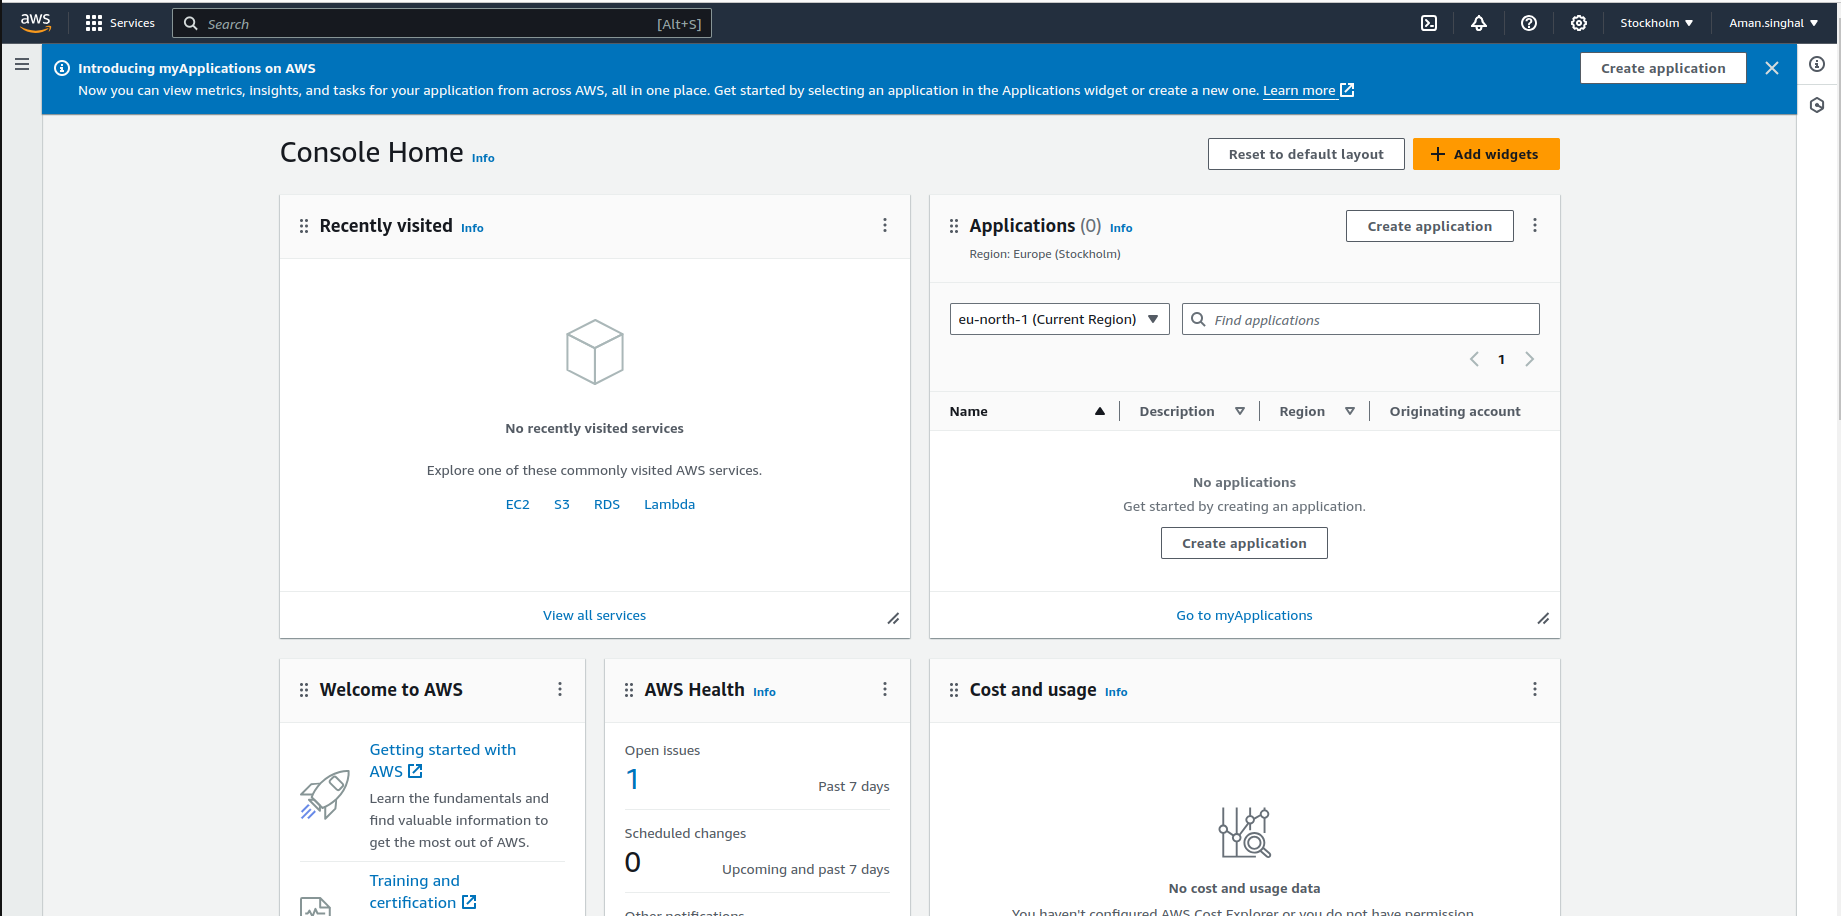 aws
Services
Search
[Alt+S]
Stockholm
Aman.singhal
Introducing myApplications on AWS
Now you can view metrics, insights, and tasks for your application from across AWS, all in one place. Get started by selecting an application in the Applications widget or create a new one. Learn more
Create application
Console Home Info
Reset to default layout
Add widgets
Recently visited Info
No recently visited services
Explore one of these commonly visited AWS services.
EC2 S3 RDS Lambda
View all services
Applications (0) Info
Region: Europe (Stockholm)
Create application
eu-north-1 (Current Region)
Find applications
1
Name Description Region Originating account
No applications
Get started by creating an application.
Create application
Go to myApplications
Welcome to AWS
Getting started with
AWS
Learn the fundamentals and
find valuable information to
get the most out of AWS.
Training and
certification
AWS Health Info
Open issues
1
Past 7 days
Scheduled changes
0
Upcoming and past 7 days
Other notifications
Cost and usage Info
No cost and usage data
You haven't configured AWS Cost Explorer or you do not have permission